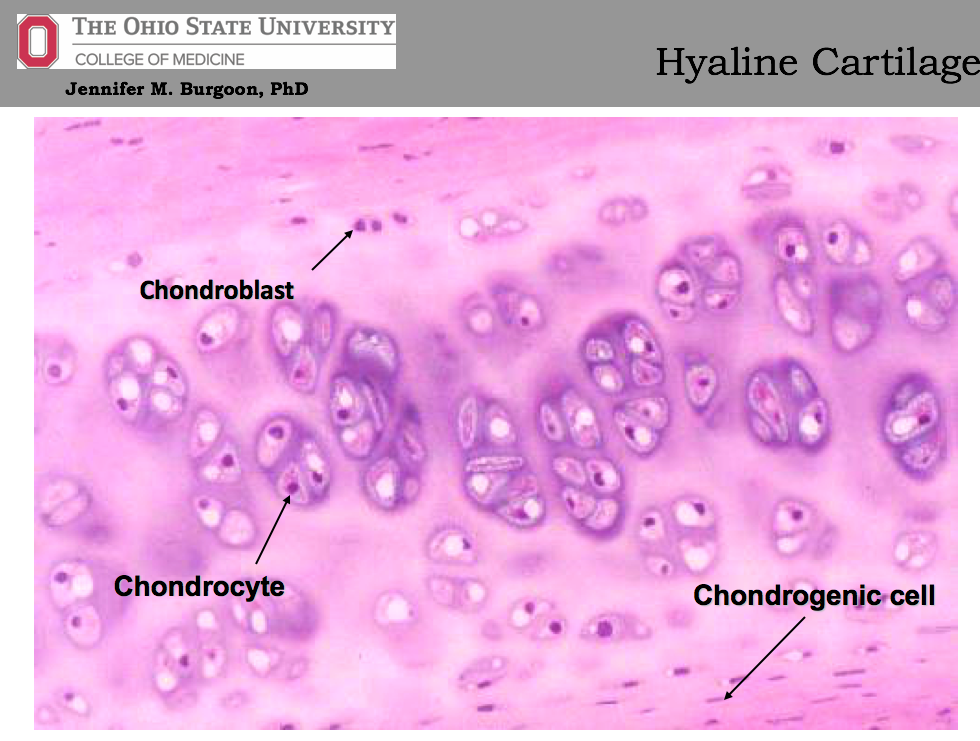 THE OHIO STATE UNIVERSITY
COLLEGE OF MEDICINE
Jennifer M. Burgoon, PhD
Hyaline Cartilage
Chondroblast
Chondrocyte
Chondrogenic cell